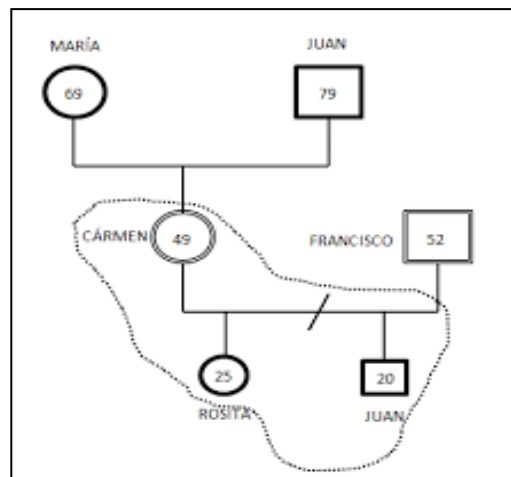 MARÍA
JUAN
69
79
CÁRMEN
49
FRANCISCO
52
25
20
ROSITA
JUAN